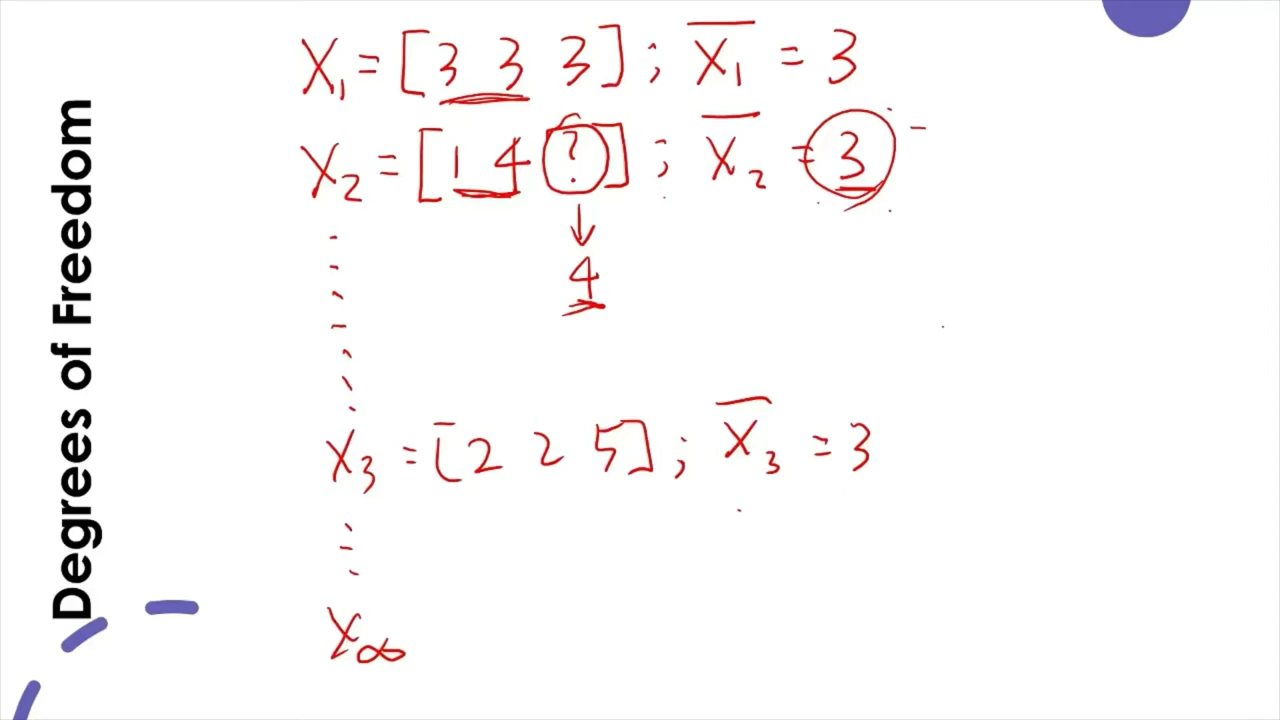 Degrees of Freedom
X₁ = [3 3 3] ; X̅₁ = 3
X₂ = [1 4 ?] ; X̅₂ = 3
4
X₃ = [2 2 5] ; X̅₃ = 3
X∞